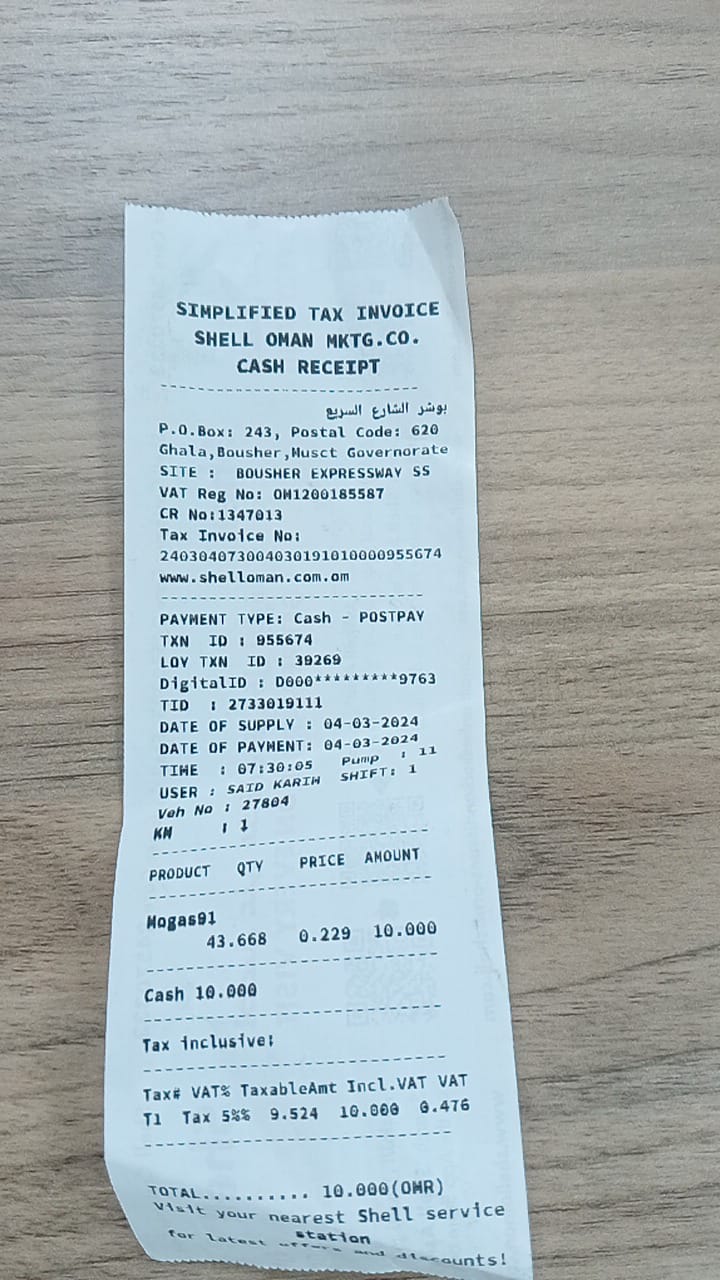 SIMPLIFIED TAX INVOICE
SHELL OMAN MKTG.CO.
CASH RECEIPT
بوشر الشارع السريع
P.O.Box: 243, Postal Code: 620
Ghala,Bousher,Musct Governorate
SITE : BOUSHER EXPRESSWAY SS
VAT Reg No: OM1200185587
CR No:1347013
Tax Invoice No:
240304073004030191010000955674
www.shelloman.com.om
PAYMENT TYPE: Cash - POSTPAY
TXN ID : 955674
LOY TXN ID : 39269
DigitalID : D000*********9763
TID : 2733019111
DATE OF SUPPLY : 04-03-2024
DATE OF PAYMENT: 04-03-2024
TIME : 07:30:05 Pump : 11
USER : SAID KARIM SHIFT: 1
Veh No : 27804
KM : 1
PRODUCT QTY PRICE AMOUNT
Mogas91
43.668 0.229 10.000
Cash 10.000
Tax inclusive:
Tax# VAT% TaxableAmt Incl.VAT VAT
T1 Tax 5%% 9.524 10.000 0.476
TOTAL.......... 10.000(OMR)
Visit your nearest Shell service
station
for latest offers and discounts!